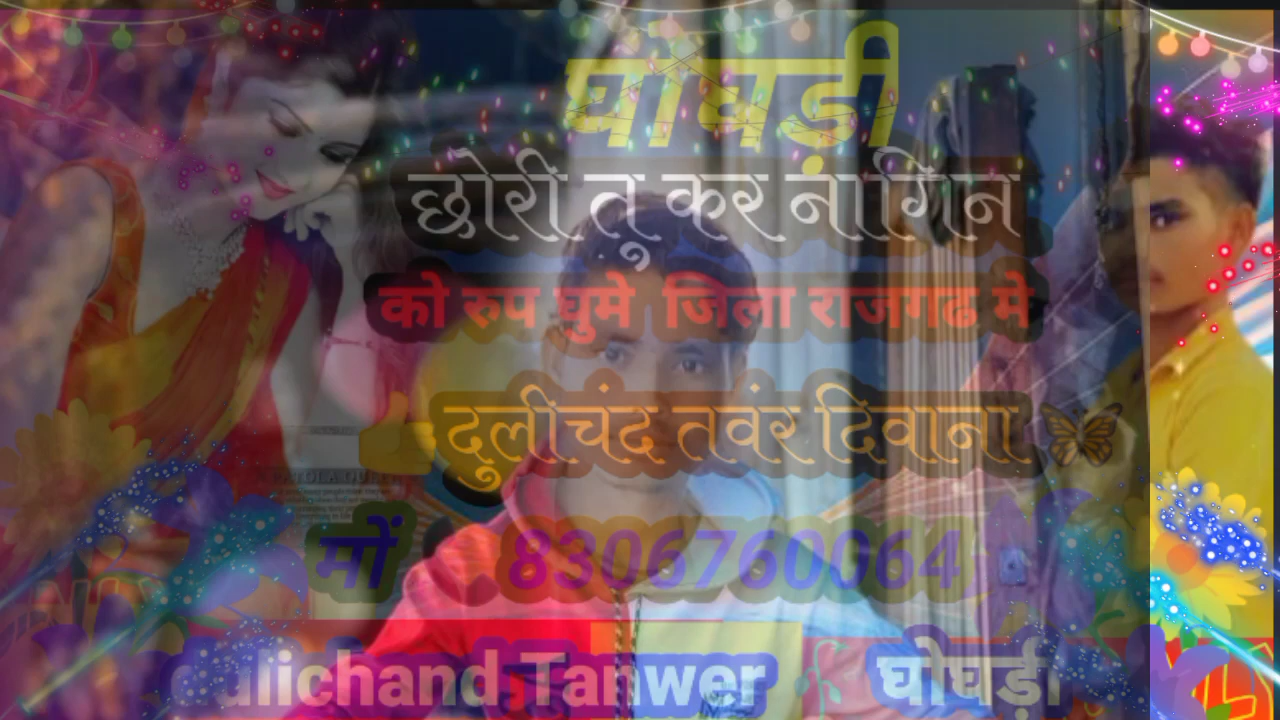 घोघड़ी
छोरी तु कर नागिन
को रुप घुमे जिला राजगढ मे
दुलीचंद तवंर दिवाना
मों 8306760064
dulichand Tanwer घोघड़ी